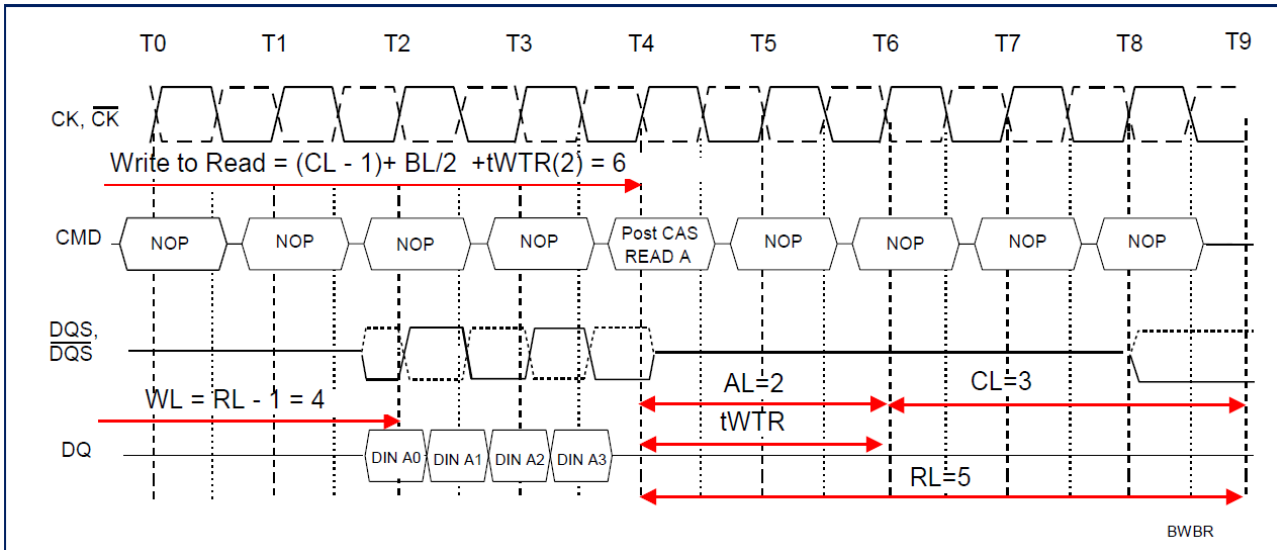 T0 T1 T2 T3 T4 T5 T6 T7 T8 T9
CK, CK
Write to Read = (CL - 1)+ BL/2 +tWTR(2) = 6
CMD NOP NOP NOP NOP Post CAS READ A NOP NOP NOP NOP
DQS,
DQS
AL=2 CL=3
WL = RL - 1 = 4
tWTR
DQ DIN A0 DIN A1 DIN A2 DIN A3
RL=5
BWBR